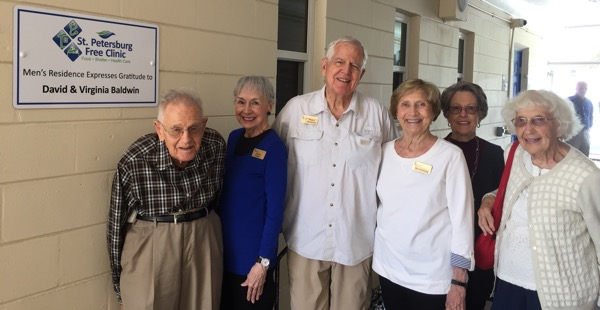 St. Petersburg
Free Clinic
Food • Shelter • Health Care
Men's Residence Expresses Gratitude to
David & Virginia Baldwin